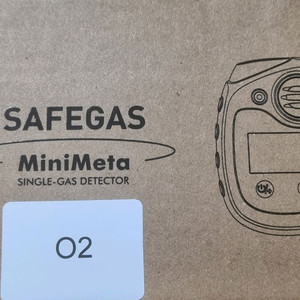 SAFEGAS
MiniMeta
SINGLE-GAS DETECTOR
O2